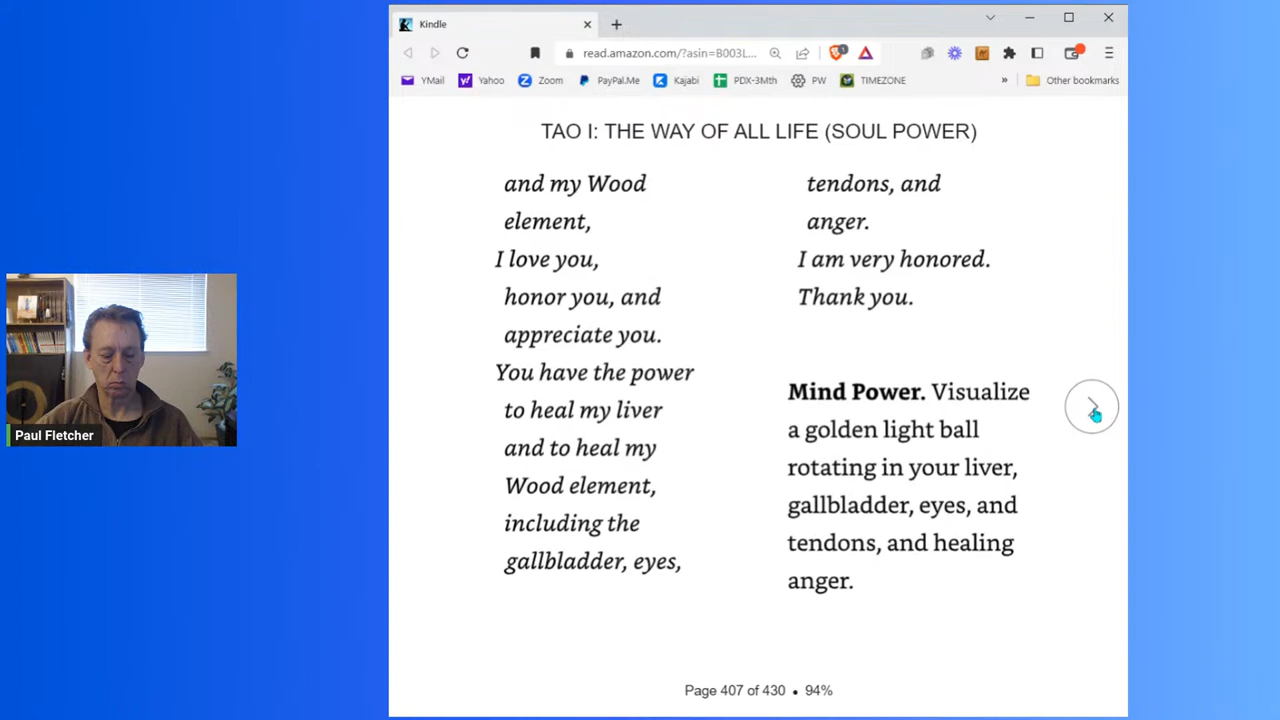 Kindle
read.amazon.com/?asin=B003L...
1
YMail
Yahoo
Zoom
PayPal.Me
Kajabi
PDX-3Mth
PW
TIMEZONE
»
Other bookmarks
TAO I: THE WAY OF ALL LIFE (SOUL POWER)
and my Wood
element,
I love you,
honor you, and
appreciate you.
You have the power
to heal my liver
and to heal my
Wood element,
including the
gallbladder, eyes,
tendons, and
anger.
I am very honored.
Thank you.
Mind Power. Visualize
a golden light ball
rotating in your liver,
gallbladder, eyes, and
tendons, and healing
anger.
Page 407 of 430 • 94%
Paul Fletcher